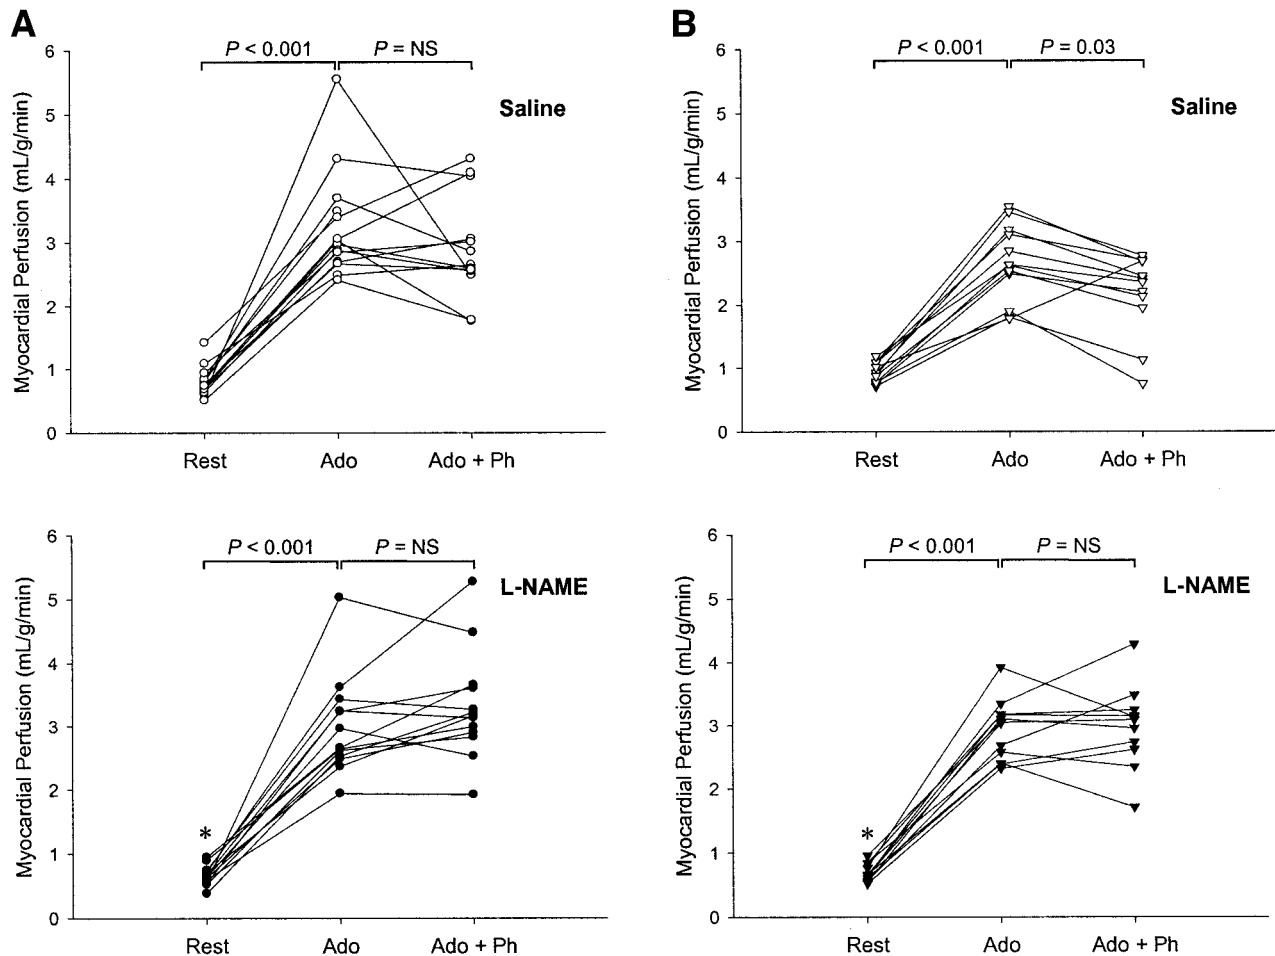 A
Myocardial Perfusion (mL/g/min)
6
5
4
3
2
1
0
P < 0.001
P = NS
Saline
Rest
Ado
Ado + Ph
B
Myocardial Perfusion (mL/g/min)
6
5
4
3
2
1
0
P < 0.001
P = 0.03
Saline
Rest
Ado
Ado + Ph
Myocardial Perfusion (mL/g/min)
6
5
4
3
2
1
0
P < 0.001
P = NS
L-NAME
*
Rest
Ado
Ado + Ph
Myocardial Perfusion (mL/g/min)
6
5
4
3
2
1
0
P < 0.001
P = NS
L-NAME
*
Rest
Ado
Ado + Ph